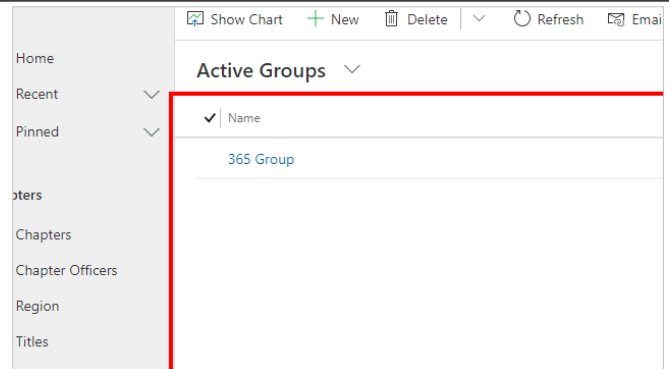 Show Chart New Delete Refresh Emai
Home
Active Groups
Recent
Name
Pinned
365 Group
pters
Chapters
Chapter Officers
Region
Titles